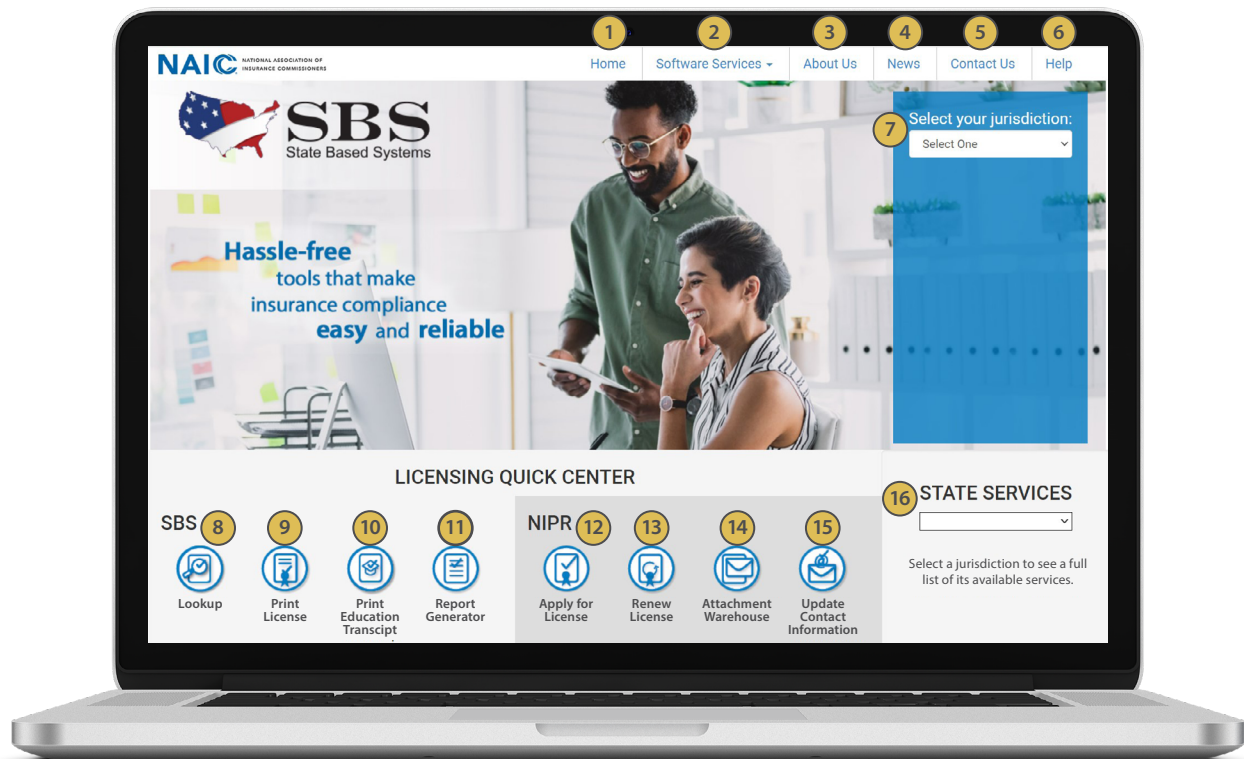 1 2 3 4 5 6
NAIC NATIONAL ASSOCIATION OF
INSURANCE COMMISSIONERS
Home Software Services About Us News Contact Us Help
SBS
State Based Systems
7 Select your jurisdiction:
Select One
Hassle-free
tools that make
insurance compliance
easy and reliable
LICENSING QUICK CENTER
16 STATE SERVICES
SBS 8 9 10 11 NIPR 12 13 14 15
Lookup
Print
License
Print
Education
Transcipt
Report
Generator
Apply for
License
Renew
License
Attachment
Warehouse
Update
Contact
Information
Select a jurisdiction to see a full
list of its available services.